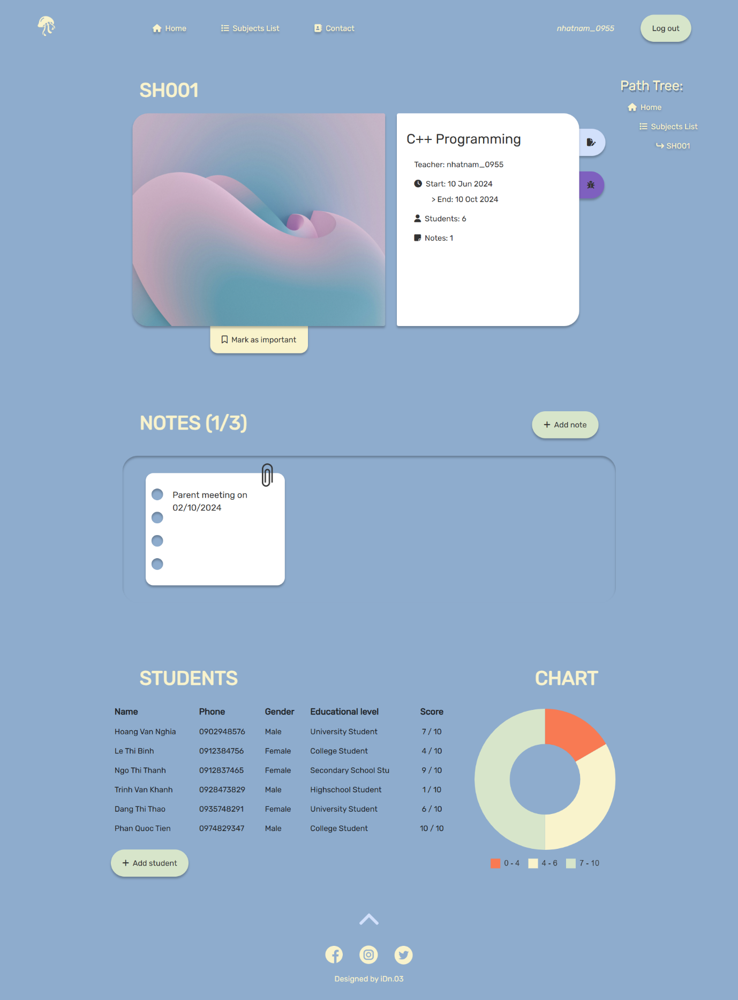 Home
Subjects List
Contact
nhatnam_0955
Log out
SH001
Path Tree:
Home
Subjects List
SH001
C++ Programming
Teacher: nhatnam_0955
Start: 10 Jun 2024
> End: 10 Oct 2024
Students: 6
Notes: 1
Mark as important
NOTES (1/3)
+ Add note
Parent meeting on
02/10/2024
STUDENTS
Name Phone Gender Educational level Score
Hoang Van Nghia 0902948576 Male University Student 7 / 10
Le Thi Binh 0912384756 Female College Student 4 / 10
Ngo Thi Thanh 0912837465 Female Secondary School Stu 9 / 10
Trinh Van Khanh 0928473829 Male Highschool Student 1 / 10
Dang Thi Thao 0935748291 Female University Student 6 / 10
Phan Quoc Tien 0974829347 Male College Student 10 / 10
+ Add student
CHART
0 - 4
4 - 6
7 - 10
Designed by iDn.03